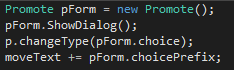 Promote pForm = new Promote();
pForm.ShowDialog();
p.changeType(pForm.choice);
moveText += pForm.choicePrefix;